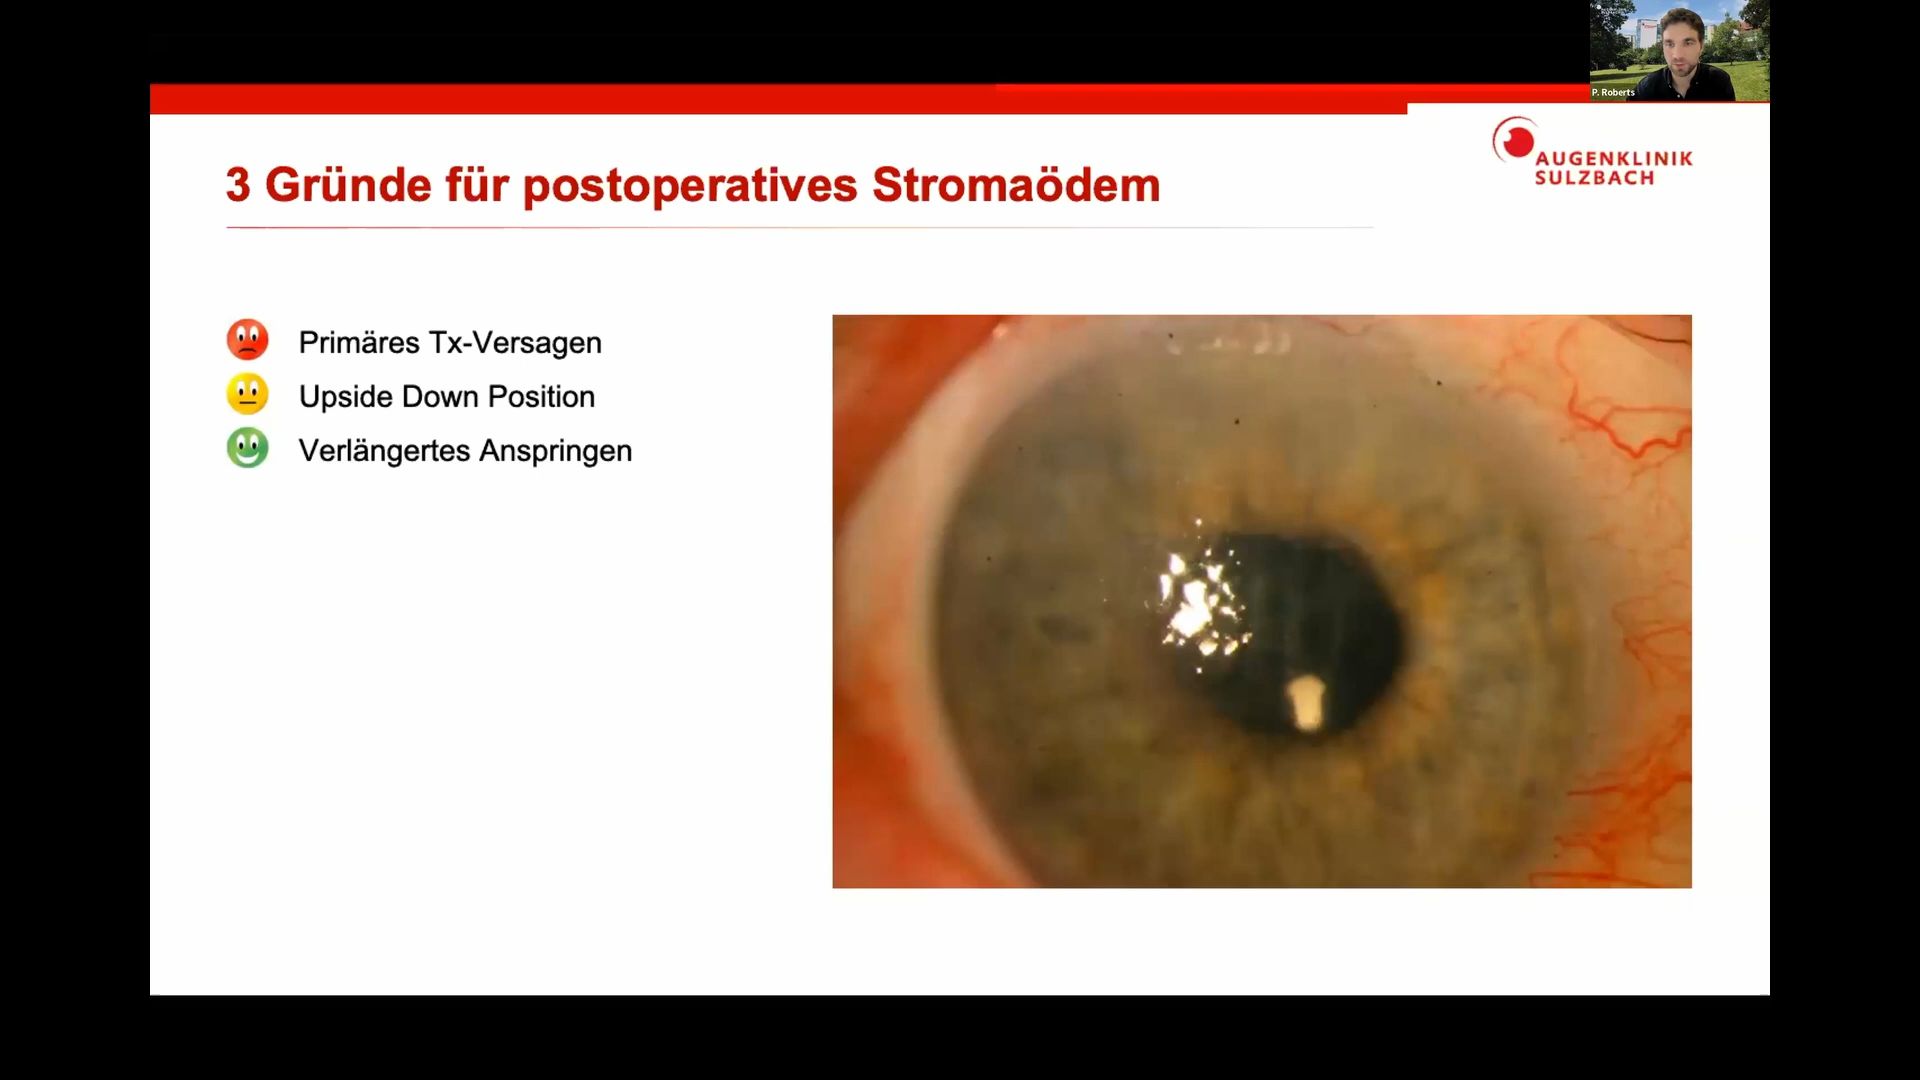 P. Roberts
AUGENKLINIK
SULZBACH
3 Gründe für postoperatives Stromaödem
Primäres Tx-Versagen
Upside Down Position
Verlängertes Anspringen